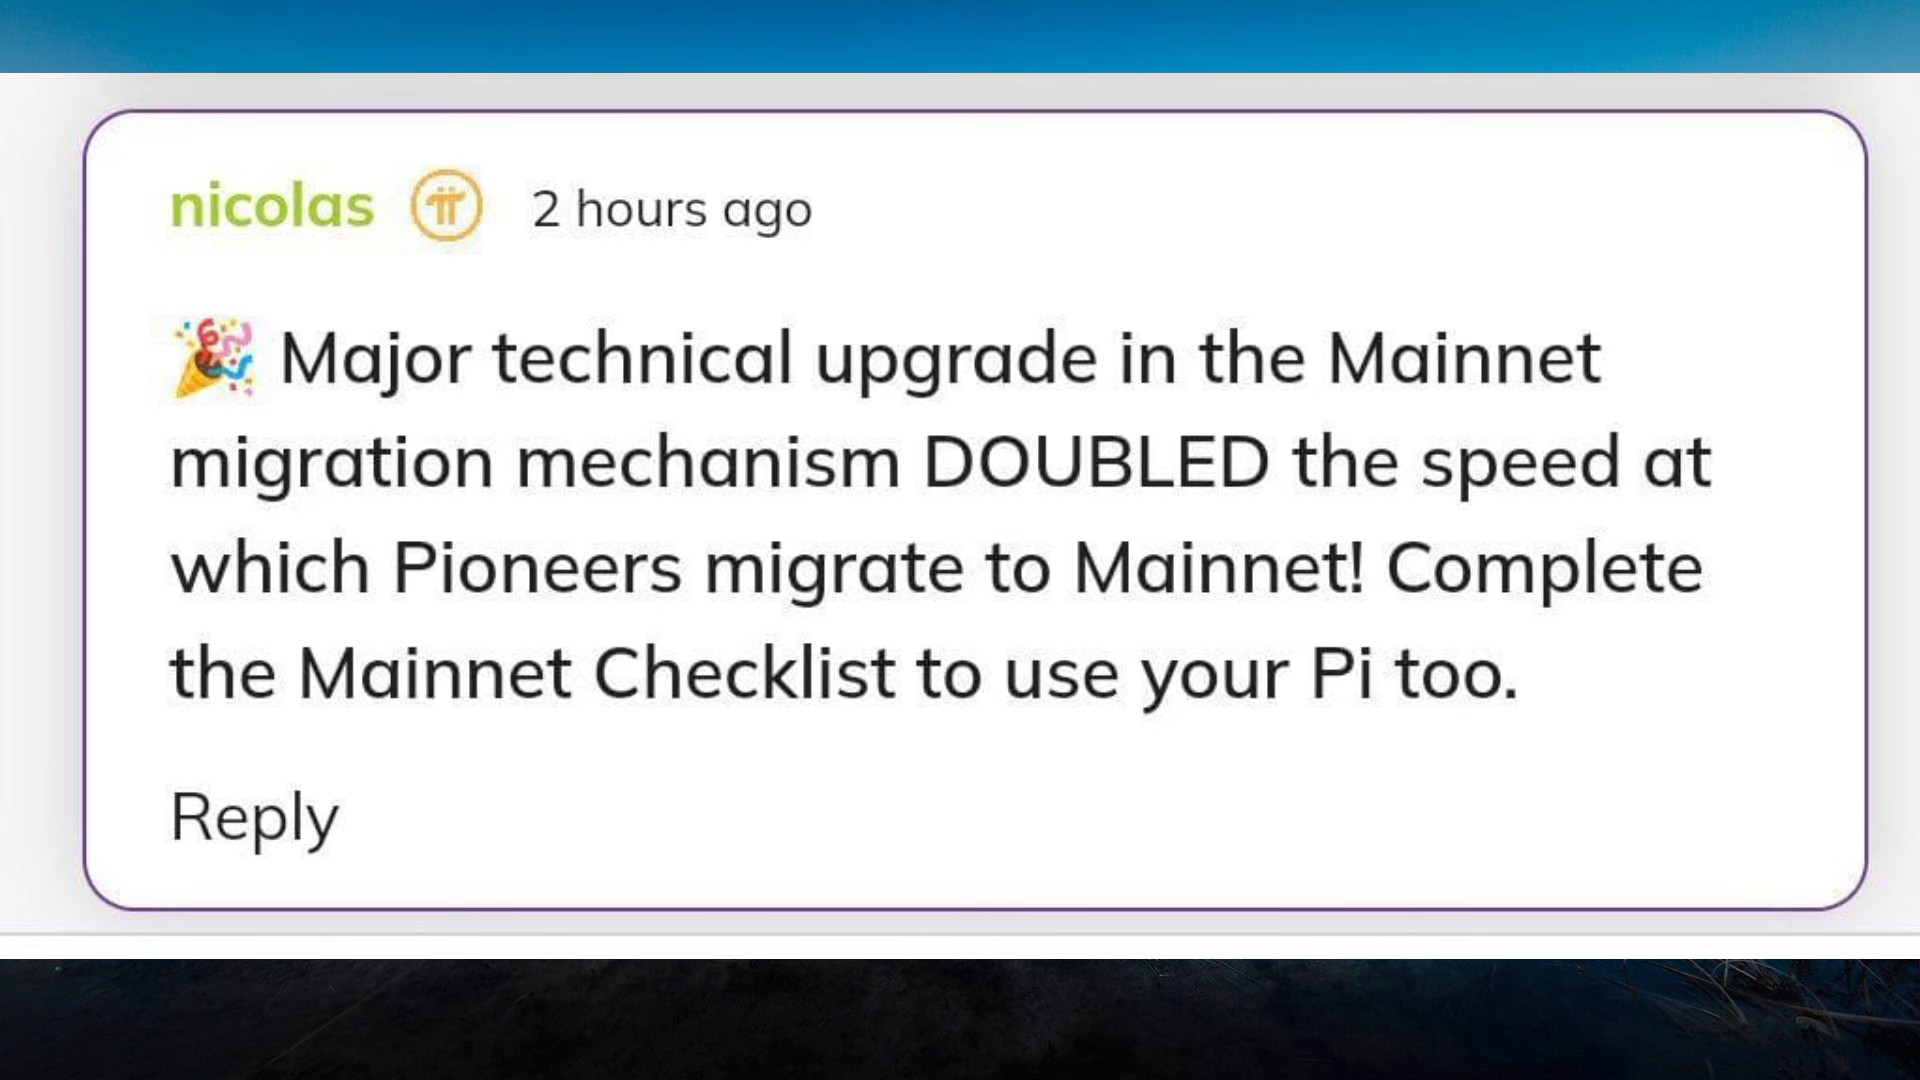 nicolas 2 hours ago
🎉 Major technical upgrade in the Mainnet
migration mechanism DOUBLED the speed at
which Pioneers migrate to Mainnet! Complete
the Mainnet Checklist to use your Pi too.
Reply